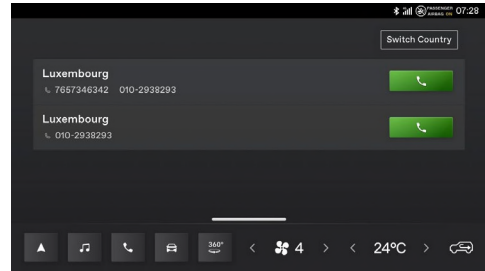 PASSENGER
AIRBAG ON 07:28
Switch Country
Luxembourg
7657346342 010-2938293
Luxembourg
010-2938293
360°
4
24°C